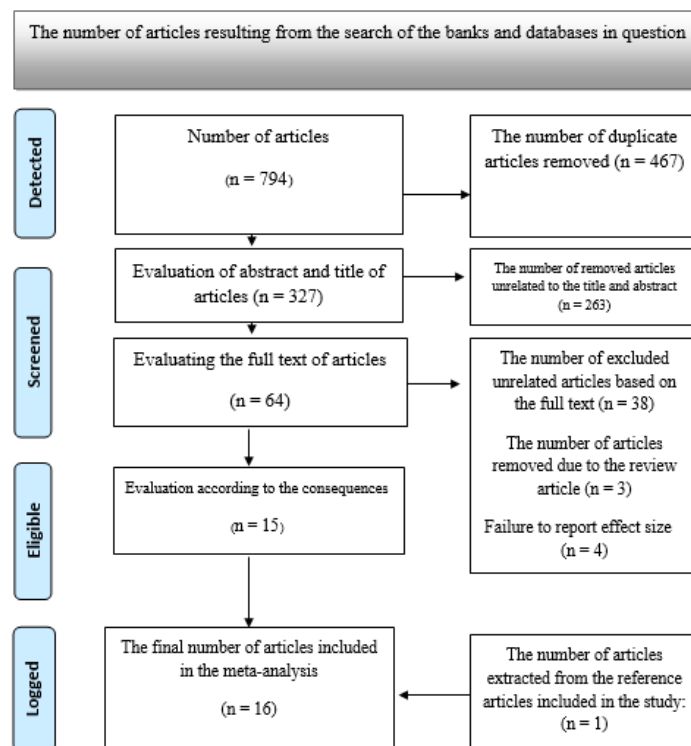 The number of articles resulting from the search of the banks and databases in question
Detected
Number of articles
(n = 794)
The number of duplicate
articles removed (n = 467)
Screened
Evaluation of abstract and title of
articles (n = 327)
The number of removed articles
unrelated to the title and abstract
(n = 263)
Evaluating the full text of articles
(n = 64)
The number of excluded
unrelated articles based on
the full text (n = 38)
The number of articles
removed due to the review
article (n = 3)
Failure to report effect size
(n = 4)
Eligible
Evaluation according to the consequences
(n = 15)
Logged
The final number of articles included
in the meta-analysis
(n = 16)
The number of articles
extracted from the reference
articles included in the study:
(n = 1)